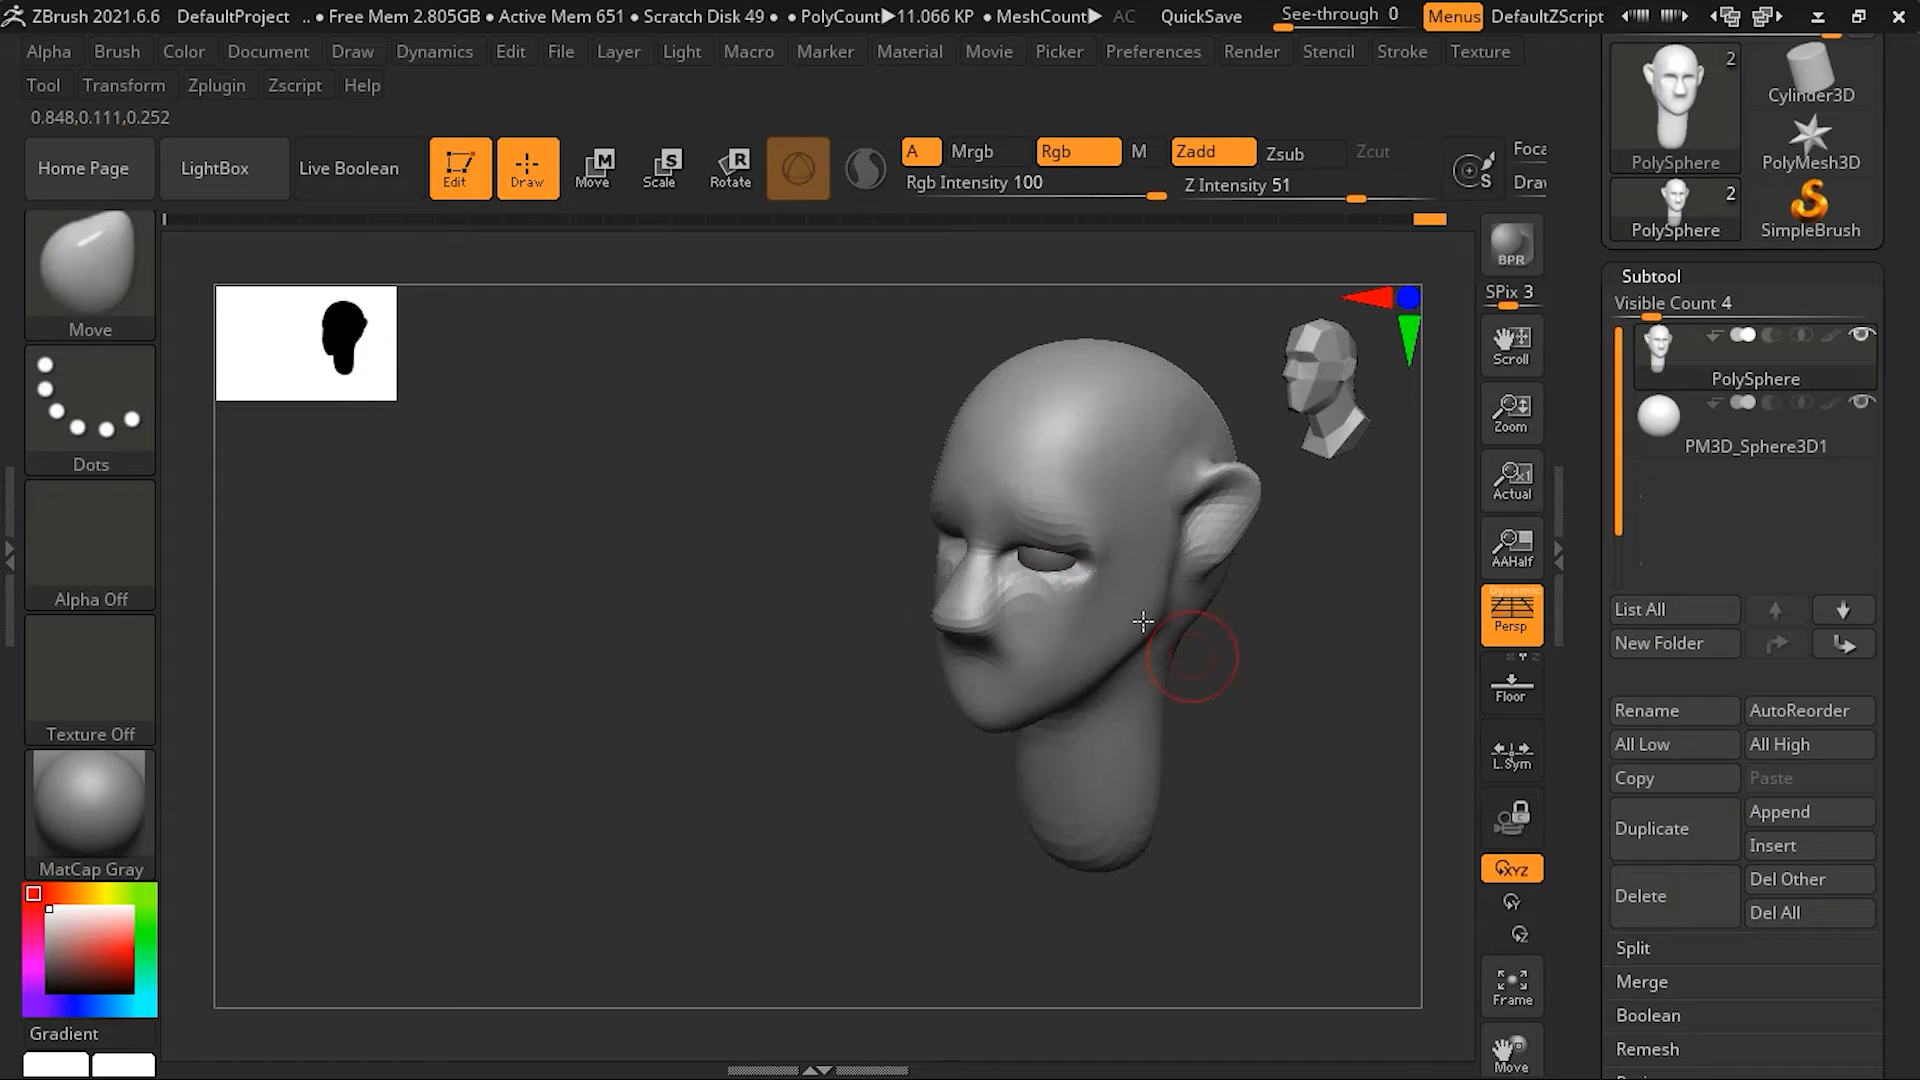 ZBrush 2021.6.6 DefaultProject .. ● Free Mem 2.805GB ● Active Mem 651 ● Scratch Disk 49 ● ● PolyCount▶11.066 KP ● MeshCount▶ AC QuickSave See-through 0 Menus DefaultZScript
Alpha Brush Color Document Draw Dynamics Edit File Layer Light Macro Marker Material Movie Picker Preferences Render Stencil Stroke Texture
Tool Transform Zplugin Zscript Help
0.848,0.111,0.252
Home Page LightBox Live Boolean Edit Draw Move Scale Rotate
A Mrgb Rgb M Zadd Zsub Zcut Foca
Rgb Intensity 100 Z Intensity 51 Drav
Move
Dots
Alpha Off
Texture Off
MatCap Gray
Gradient
BPR
SPix 3
Scroll
Zoom
Actual
AAHalf
Dynamic
Persp
Floor
L.Sym
XYZ
Y
Z
Frame
Move
2
Cylinder3D
PolySphere PolyMesh3D
2
PolySphere SimpleBrush
Subtool
Visible Count 4
PolySphere
PM3D_Sphere3D1
List All
New Folder
Rename AutoReorder
All Low All High
Copy Paste
Duplicate Append
Insert
Delete Del Other
Del All
Split
Merge
Boolean
Remesh